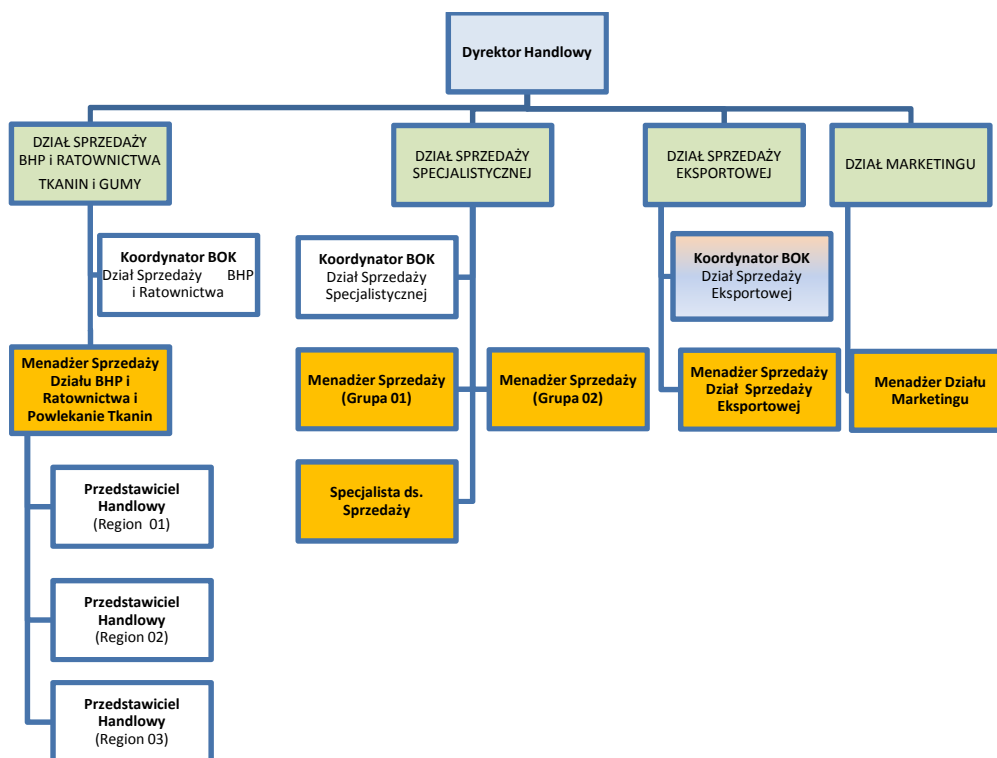 Dyrektor Handlowy
DZIAŁ SPRZEDAŻY
BHP i RATOWNICTWA
TKANIN i GUMY
DZIAŁ SPRZEDAŻY
SPECJALISTYCZNEJ
DZIAŁ SPRZEDAŻY
EKSPORTOWEJ
DZIAŁ MARKETINGU
Koordynator BOK
Dział Sprzedaży BHP
i Ratownictwa
Koordynator BOK
Dział Sprzedaży
Specjalistycznej
Koordynator BOK
Dział Sprzedaży
Eksportowej
Menadżer Sprzedaży
Działu BHP i
Ratownictwa i
Powlekanie Tkanin
Menadżer Sprzedaży
(Grupa 01)
Menadżer Sprzedaży
(Grupa 02)
Menadżer Sprzedaży
Dział Sprzedaży
Eksportowej
Menadżer Działu
Marketingu
Przedstawiciel
Handlowy
(Region 01)
Specjalista ds.
Sprzedaży
Przedstawiciel
Handlowy
(Region 02)
Przedstawiciel
Handlowy
(Region 03)